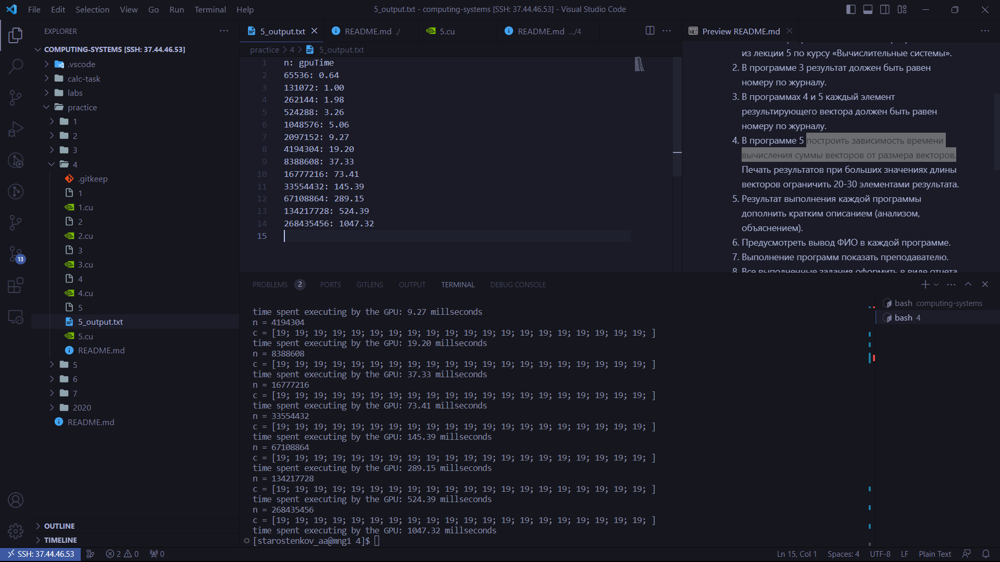 File Edit Selection View Go Run Terminal Help
5_output.txt - computing-systems [SSH: 37.44.46.53] - Visual Studio Code
EXPLORER
COMPUTING-SYSTEMS [SSH: 37.44.46.53]
.vscode
calc-task
labs
practice
1
2
3
4
.gitkeep
1
1.cu
2
2.cu
3
3.cu
4
4.cu
5
5_output.txt
5.cu
README.md
5
6
7
2020
README.md
OUTLINE
TIMELINE
13
5_output.txt
README.md ./
5.cu
README.md .../4
practice > 4 > 5_output.txt
1 n: gpuTime
2 65536: 0.64
3 131072: 1.00
4 262144: 1.98
5 524288: 3.26
6 1048576: 5.06
7 2097152: 9.27
8 4194304: 19.20
9 8388608: 37.33
10 16777216: 73.41
11 33554432: 145.39
12 67108864: 289.15
13 134217728: 524.39
14 268435456: 1047.32
15
Preview README.md
из лекции 5 по курсу «Вычислительные системы».
2. В программе 3 результат должен быть равен
номеру по журналу.
3. В программах 4 и 5 каждый элемент
результирующего вектора должен быть равен
номеру по журналу.
4. В программе 5 построить зависимость времени
вычисления суммы векторов от размера векторов.
Печать результатов при больших значениях длины
векторов ограничить 20-30 элементами результата.
5. Результат выполнения каждой программы
дополнить кратким описанием (анализом,
объяснением).
6. Предусмотреть вывод ФИО в каждой программе.
7. Выполнение программ показать преподавателю.
8. Все выполненные задания оформить в виде отчета
PROBLEMS 2 PORTS GITLENS OUTPUT TERMINAL DEBUG CONSOLE
time spent executing by the GPU: 9.27 millseconds
n = 4194304
c = [19; 19; 19; 19; 19; 19; 19; 19; 19; 19; 19; 19; 19; 19; 19; 19; 19; 19; 19; 19; ]
time spent executing by the GPU: 19.20 millseconds
n = 8388608
c = [19; 19; 19; 19; 19; 19; 19; 19; 19; 19; 19; 19; 19; 19; 19; 19; 19; 19; 19; 19; ]
time spent executing by the GPU: 37.33 millseconds
n = 16777216
c = [19; 19; 19; 19; 19; 19; 19; 19; 19; 19; 19; 19; 19; 19; 19; 19; 19; 19; 19; 19; ]
time spent executing by the GPU: 73.41 millseconds
n = 33554432
c = [19; 19; 19; 19; 19; 19; 19; 19; 19; 19; 19; 19; 19; 19; 19; 19; 19; 19; 19; 19; ]
time spent executing by the GPU: 145.39 millseconds
n = 67108864
c = [19; 19; 19; 19; 19; 19; 19; 19; 19; 19; 19; 19; 19; 19; 19; 19; 19; 19; 19; 19; ]
time spent executing by the GPU: 289.15 millseconds
n = 134217728
c = [19; 19; 19; 19; 19; 19; 19; 19; 19; 19; 19; 19; 19; 19; 19; 19; 19; 19; 19; 19; ]
time spent executing by the GPU: 524.39 millseconds
n = 268435456
c = [19; 19; 19; 19; 19; 19; 19; 19; 19; 19; 19; 19; 19; 19; 19; 19; 19; 19; 19; 19; ]
time spent executing by the GPU: 1047.32 millseconds
[starostenkov_aa@mng1 4]$
bash computing-systems
bash 4
SSH: 37.44.46.53 2 0 0 Ln 15, Col 1 Spaces: 4 UTF-8 LF Plain Text